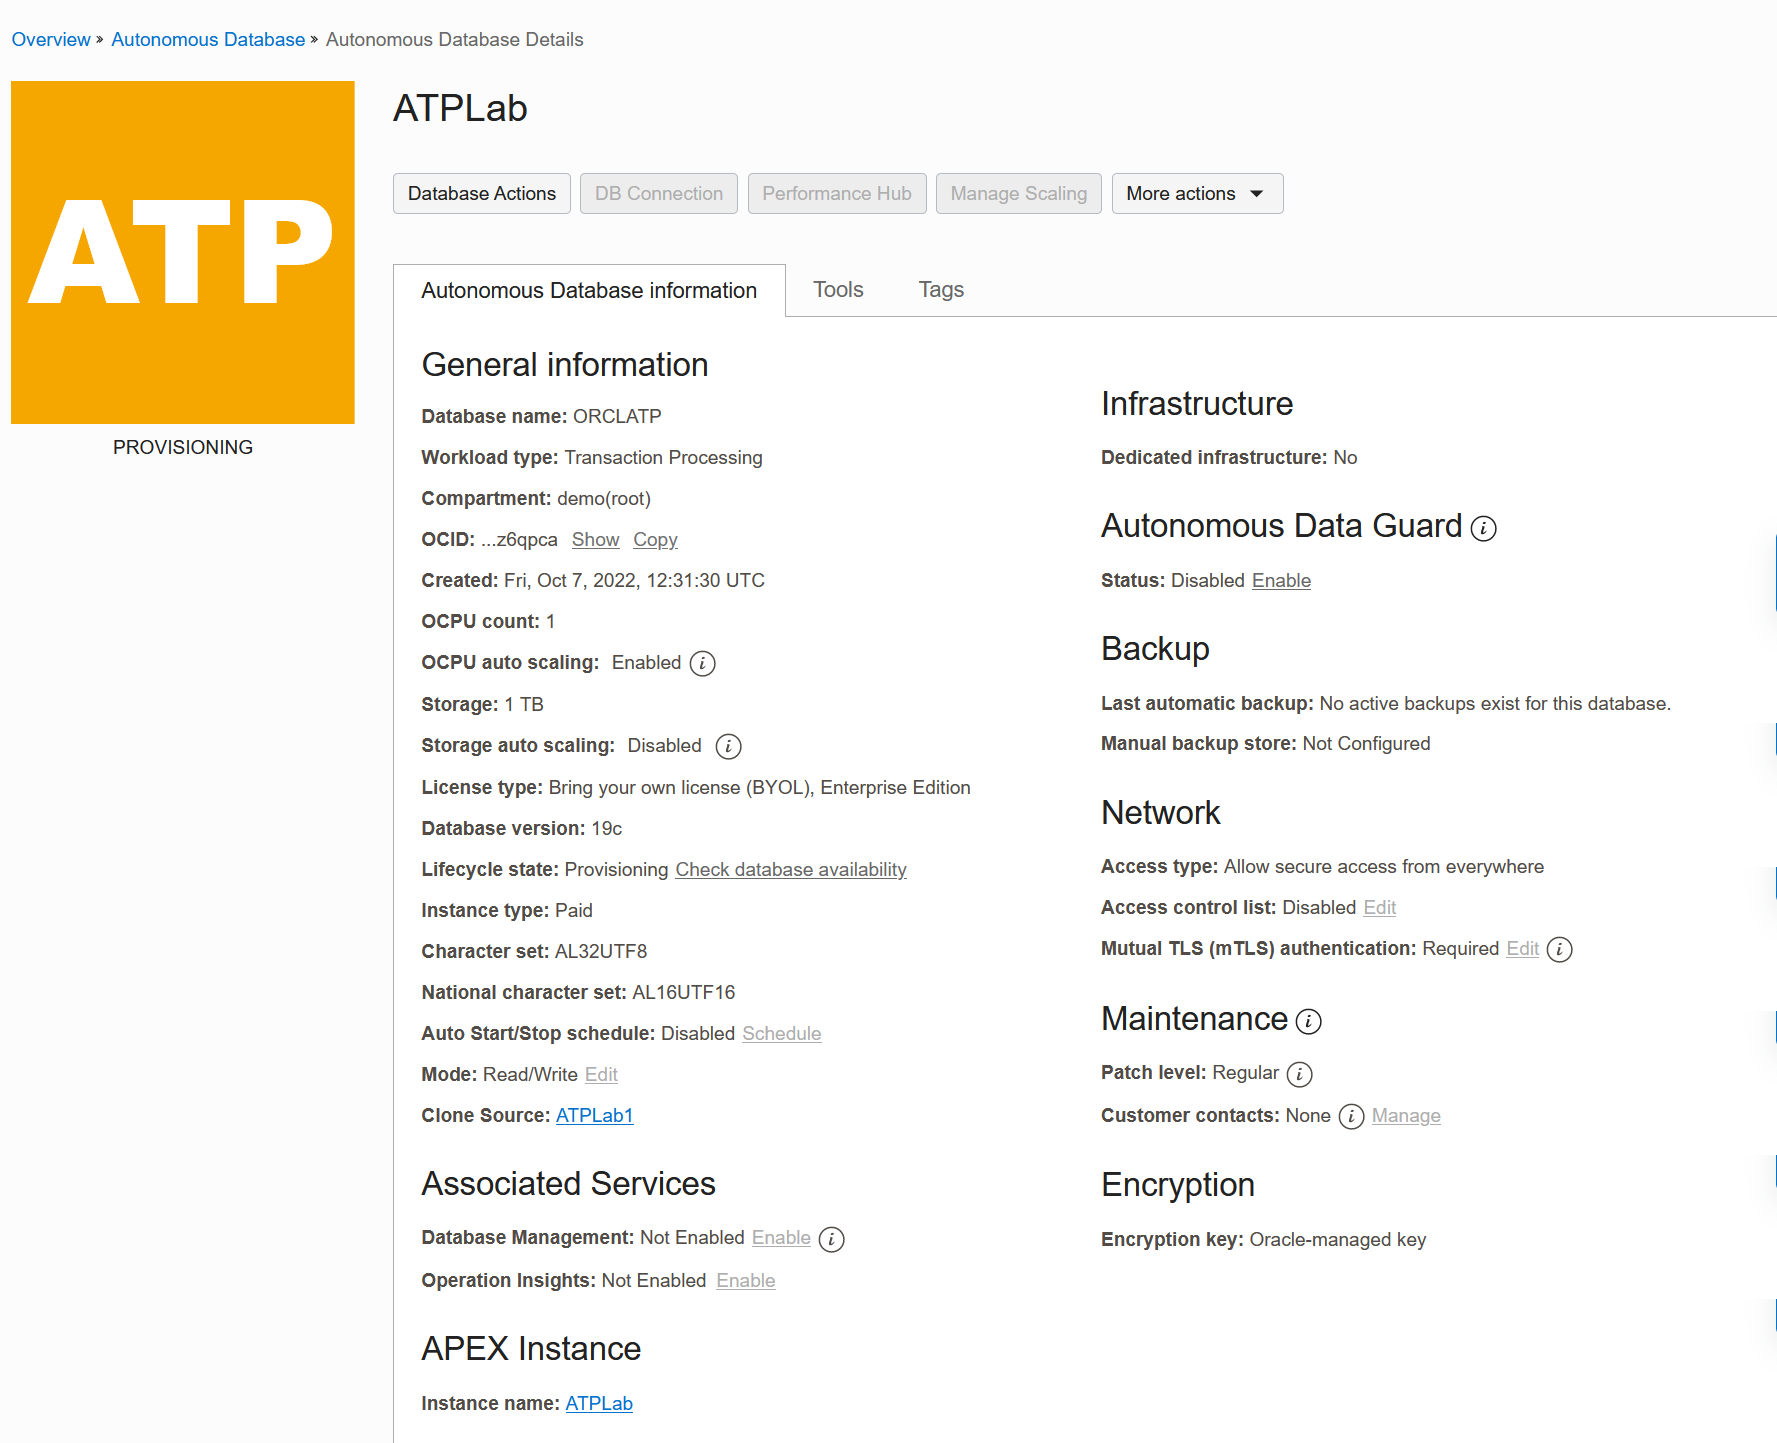 Overview » Autonomous Database » Autonomous Database Details
ATP
PROVISIONING
ATPLab
Database Actions
DB Connection
Performance Hub
Manage Scaling
More actions
Autonomous Database information
Tools
Tags
General information
Database name: ORCLATP
Workload type: Transaction Processing
Compartment: demo(root)
OCID: ...z6qpca Show Copy
Created: Fri, Oct 7, 2022, 12:31:30 UTC
OCPU count: 1
OCPU auto scaling: Enabled i
Storage: 1 TB
Storage auto scaling: Disabled i
License type: Bring your own license (BYOL), Enterprise Edition
Database version: 19c
Lifecycle state: Provisioning Check database availability
Instance type: Paid
Character set: AL32UTF8
National character set: AL16UTF16
Auto Start/Stop schedule: Disabled Schedule
Mode: Read/Write Edit
Clone Source: ATPLab1
Associated Services
Database Management: Not Enabled Enable i
Operation Insights: Not Enabled Enable
APEX Instance
Instance name: ATPLab
Infrastructure
Dedicated infrastructure: No
Autonomous Data Guard i
Status: Disabled Enable
Backup
Last automatic backup: No active backups exist for this database.
Manual backup store: Not Configured
Network
Access type: Allow secure access from everywhere
Access control list: Disabled Edit
Mutual TLS (mTLS) authentication: Required Edit i
Maintenance i
Patch level: Regular i
Customer contacts: None i Manage
Encryption
Encryption key: Oracle-managed key